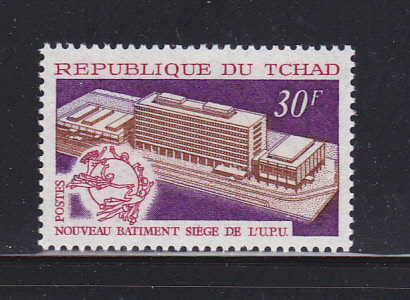 REPUBLIQUE DU TCHAD
30F
POSTES
NOUVEAU BATIMENT SIÈGE DE L'U.P.U.